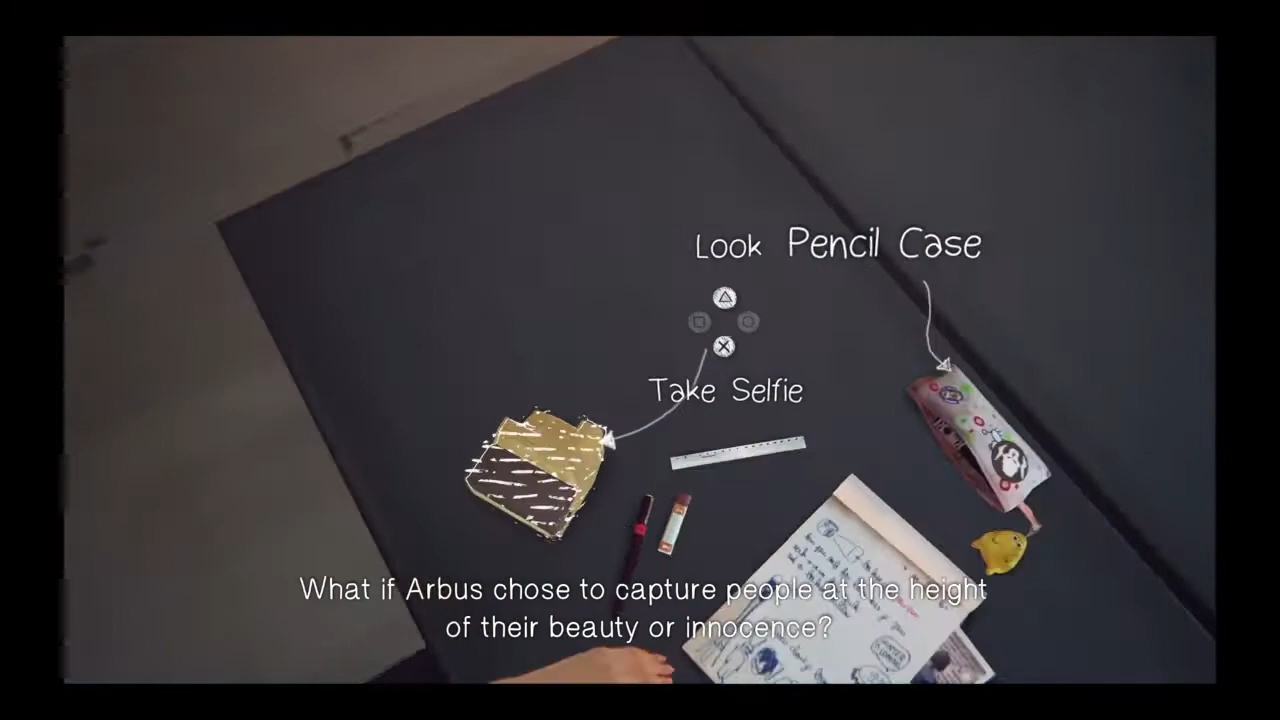 Look Pencil Case
Take Selfie
What if Arbus chose to capture people at the height
of their beauty or innocence?